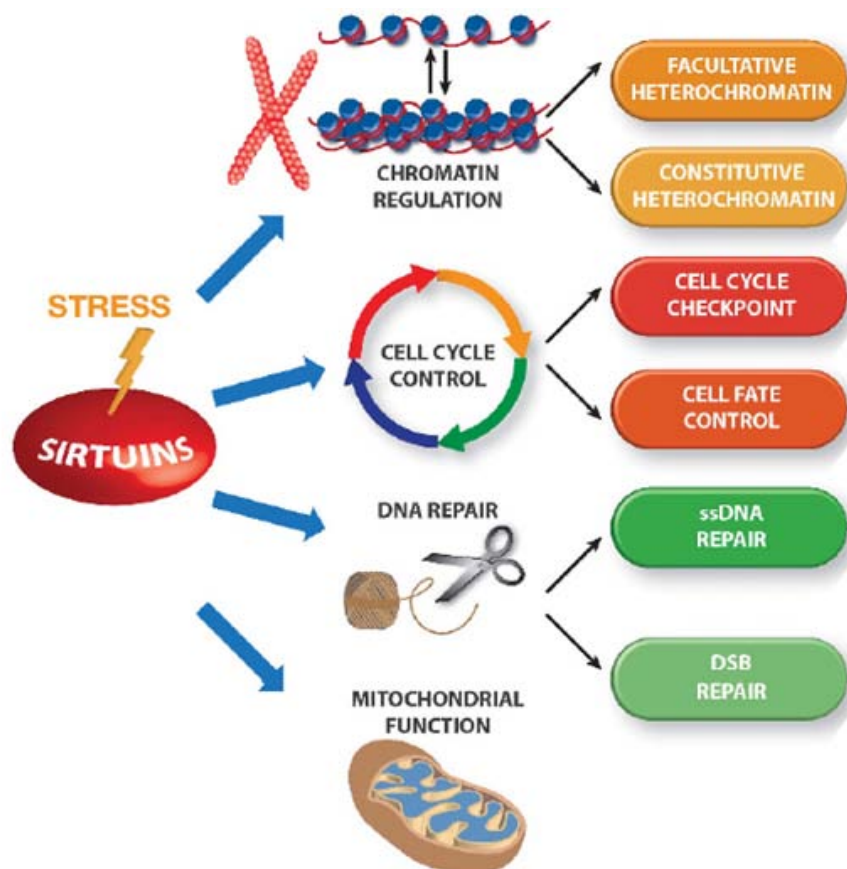 FACULTATIVE
HETEROCHROMATIN
CHROMATIN
REGULATION
CONSTITUTIVE
HETEROCHROMATIN
STRESS
SIRTUINS
CELL CYCLE
CONTROL
CELL CYCLE
CHECKPOINT
CELL FATE
CONTROL
DNA REPAIR
ssDNA
REPAIR
DSB
REPAIR
MITOCHONDRIAL
FUNCTION